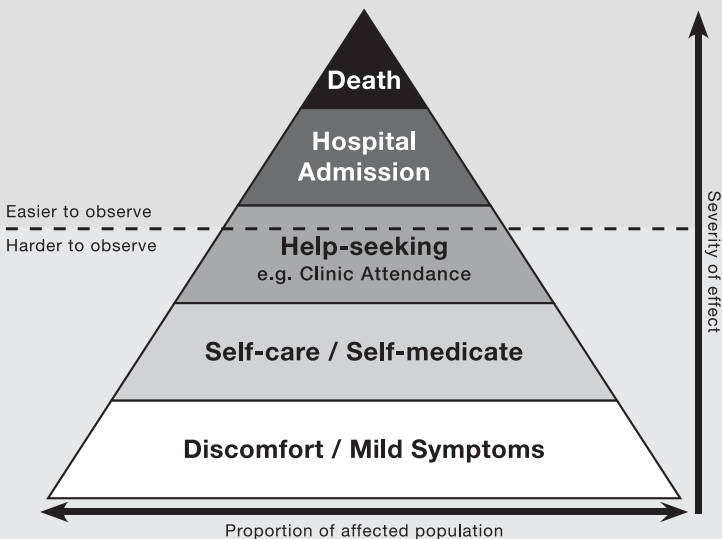 Death
Hospital
Admission
Easier to observe
Harder to observe
Help-seeking
e.g. Clinic Attendance
Self-care / Self-medicate
Discomfort / Mild Symptoms
Proportion of affected population
Severity of effect